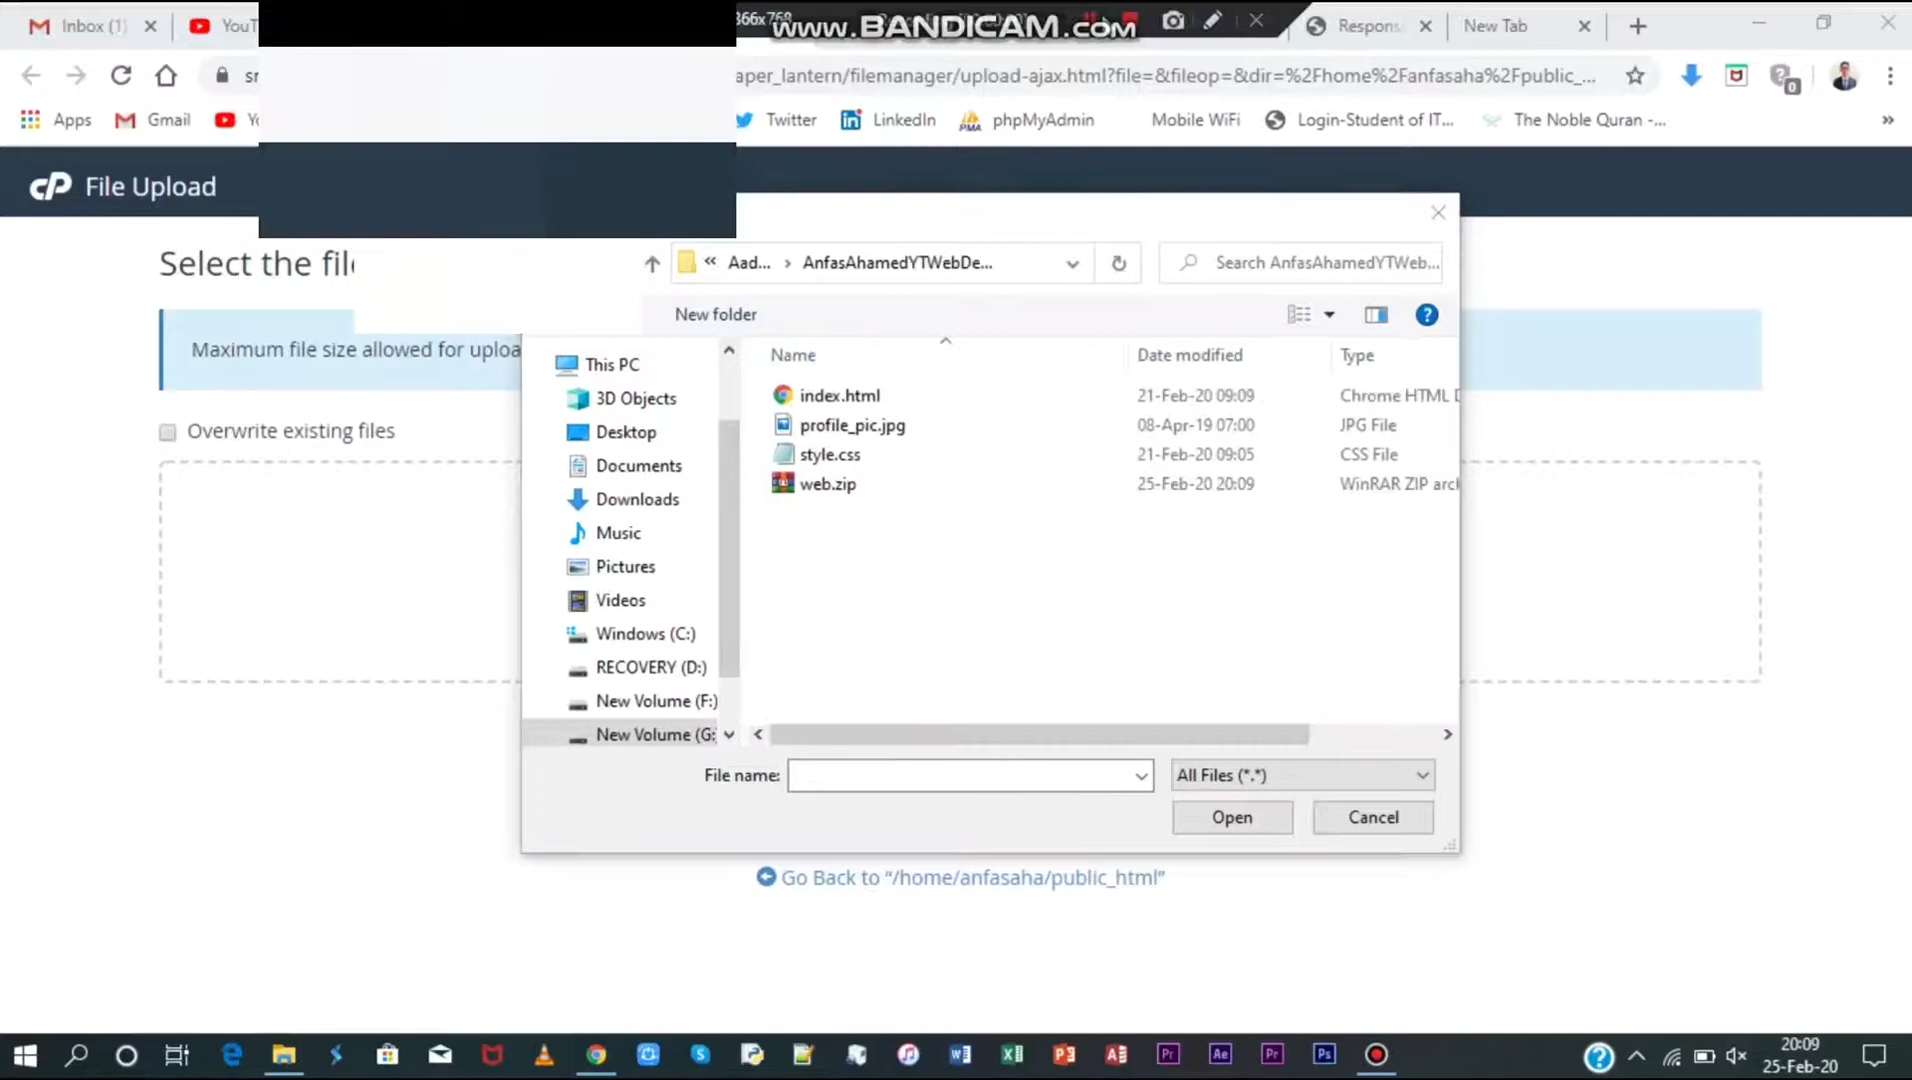 Inbox (1)
www.BANDICAM.com
Respons
New Tab
aper_lantern/filemanager/upload-ajax.html?file=&fileop=&dir=%2Fhome%2Fanfasaha%2Fpublic_...
0
Apps
Gmail
Twitter
LinkedIn
phpMyAdmin
Mobile WiFi
Login-Student of IT...
The Noble Quran -...
»
cP File Upload
Select the file
« Aad... › AnfasAhamedYTWebDe...
Search AnfasAhamedYTWeb...
New folder
Maximum file size allowed for uploa
Overwrite existing files
This PC
3D Objects
Desktop
Documents
Downloads
Music
Pictures
Videos
Windows (C:)
RECOVERY (D:)
New Volume (F:)
New Volume (G:
Name Date modified Type
index.html 21-Feb-20 09:09 Chrome HTML D
profile_pic.jpg 08-Apr-19 07:00 JPG File
style.css 21-Feb-20 09:05 CSS File
web.zip 25-Feb-20 20:09 WinRAR ZIP arc
File name:
All Files (*.*)
Open
Cancel
Go Back to “/home/anfasaha/public_html”
20:09
25-Feb-20